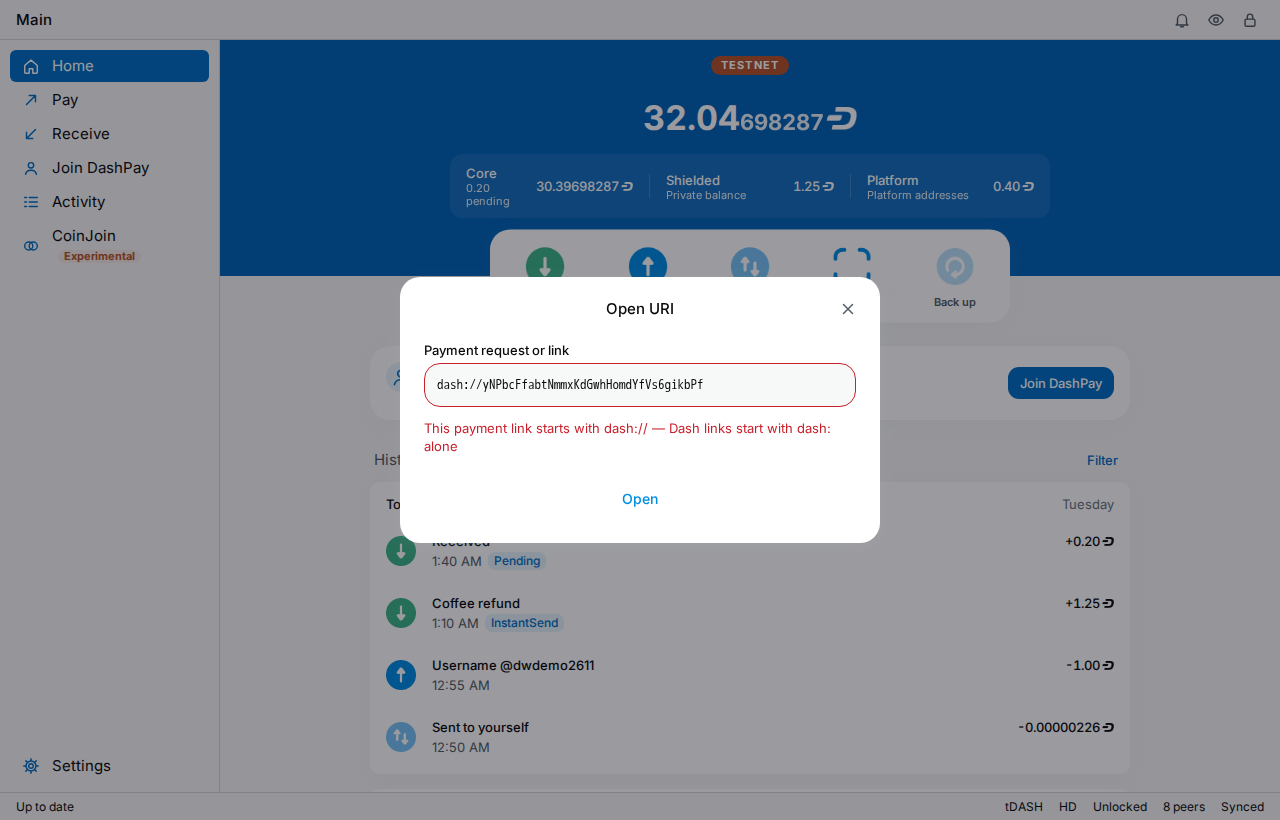 Main
Home
Pay
Receive
Join DashPay
Activity
CoinJoin
Experimental
Settings
TESTNET
32.04698287
Core
0.20 pending
30.39698287
Shielded
Private balance
1.25
Platform
Platform addresses
0.40
Back up
Join DashPay
Open URI
Payment request or link
dash://yNPbcFfabtNmmxKdGwhHomdYfVs6gikbPf
This payment link starts with dash:// — Dash links start with dash:
alone
Open
Filter
Tuesday
+0.20
1:40 AM Pending
Coffee refund
+1.25
1:10 AM InstantSend
Username @dwdemo2611
-1.00
12:55 AM
Sent to yourself
-0.00000226
12:50 AM
Up to date
tDASH HD Unlocked 8 peers Synced